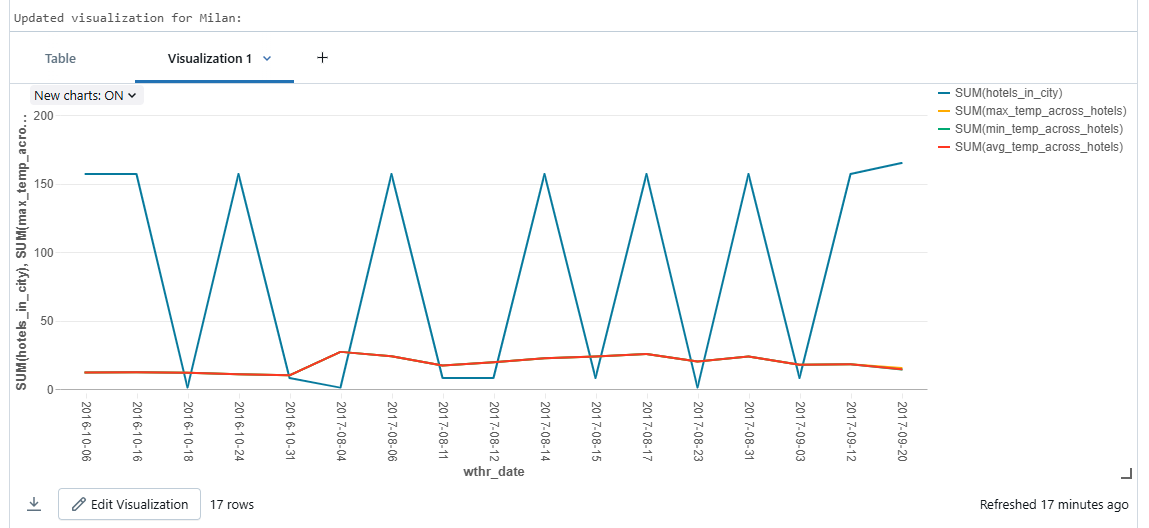 Updated visualization for Milan:
Table
Visualization 1
+
New charts: ON
SUM(hotels_in_city)
SUM(max_temp_across_hotels)
SUM(min_temp_across_hotels)
SUM(avg_temp_across_hotels)
SUM(hotels_in_city), SUM(max_temp_acro...
200
150
100
50
0
2016-10-06
2016-10-16
2016-10-18
2016-10-24
2016-10-31
2017-08-04
2017-08-06
2017-08-11
2017-08-12
2017-08-14
2017-08-15
2017-08-17
2017-08-23
2017-08-31
2017-09-03
2017-09-12
2017-09-20
wthr_date
Edit Visualization
17 rows
Refreshed 17 minutes ago